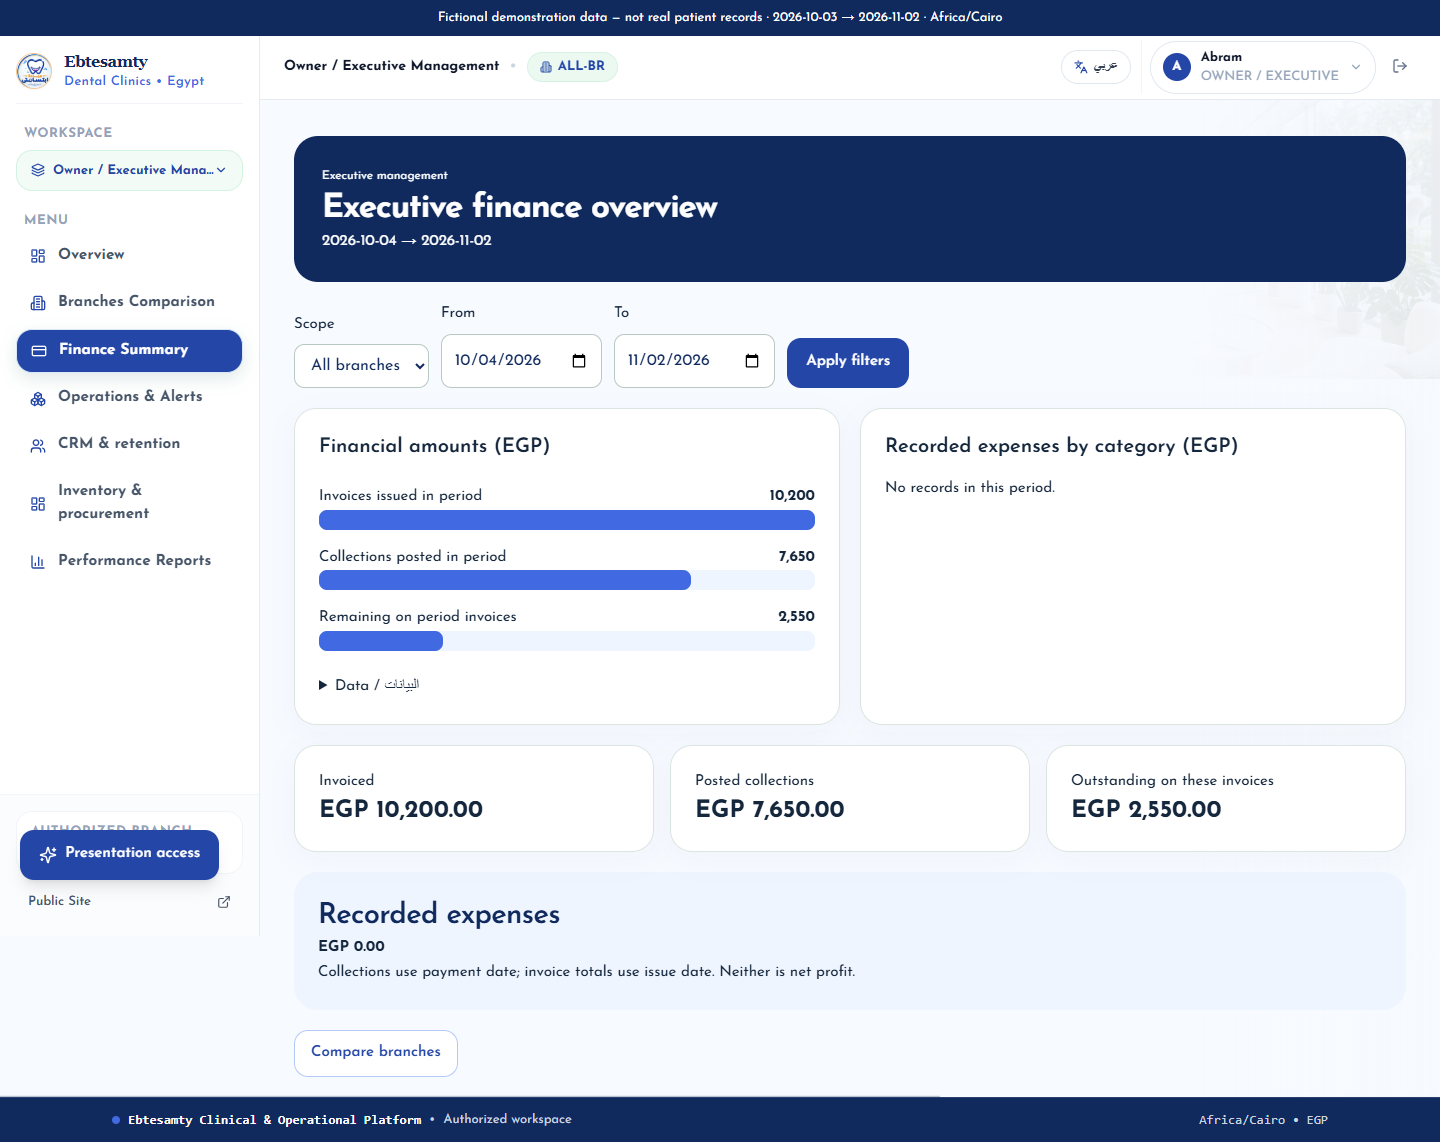 Fictional demonstration data — not real patient records · 2026-10-03 → 2026-11-02 · Africa/Cairo
Ebtesamty
Dental Clinics • Egypt
Owner / Executive Management • ALL-BR
عربي
A
Abram
OWNER / EXECUTIVE
WORKSPACE
Owner / Executive Mana...
MENU
Overview
Branches Comparison
Finance Summary
Operations & Alerts
CRM & retention
Inventory &
procurement
Performance Reports
AUTHORIZED BRANCH
Presentation access
Public Site
Executive management
Executive finance overview
2026-10-04 → 2026-11-02
Scope
From
To
All branches
10/04/2026
11/02/2026
Apply filters
Financial amounts (EGP)
Invoices issued in period 10,200
Collections posted in period 7,650
Remaining on period invoices 2,550
Data / البيانات
Recorded expenses by category (EGP)
No records in this period.
Invoiced
EGP 10,200.00
Posted collections
EGP 7,650.00
Outstanding on these invoices
EGP 2,550.00
Recorded expenses
EGP 0.00
Collections use payment date; invoice totals use issue date. Neither is net profit.
Compare branches
Ebtesamty Clinical & Operational Platform • Authorized workspace
Africa/Cairo • EGP